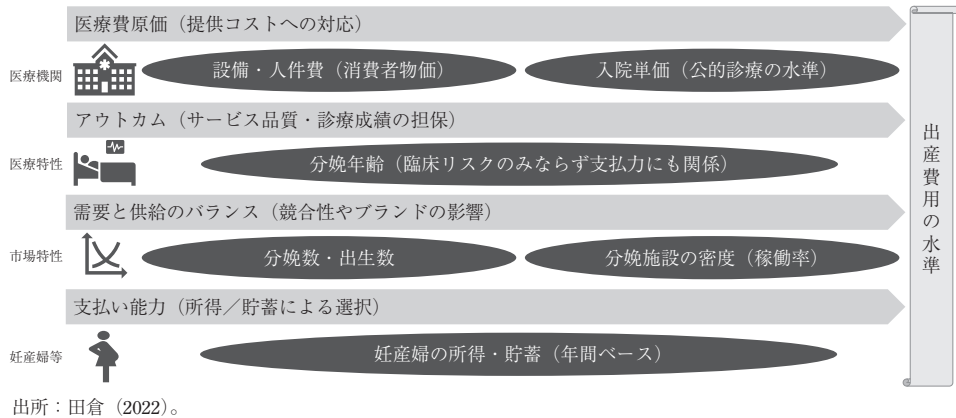 医療費原価（提供コストへの対応）
医療機関
設備・人件費（消費者物価）
入院単価（公的診療の水準）
アウトカム（サービス品質・診療成績の担保）
医療特性
分娩年齢（臨床リスクのみならず支払力にも関係）
需要と供給のバランス（競合性やブランドの影響）
市場特性
分娩数・出生数
分娩施設の密度（稼働率）
支払い能力（所得／貯蓄による選択）
妊産婦等
妊産婦の所得・貯蓄（年間ベース）
出産費用の水準
出所：田倉（2022）。